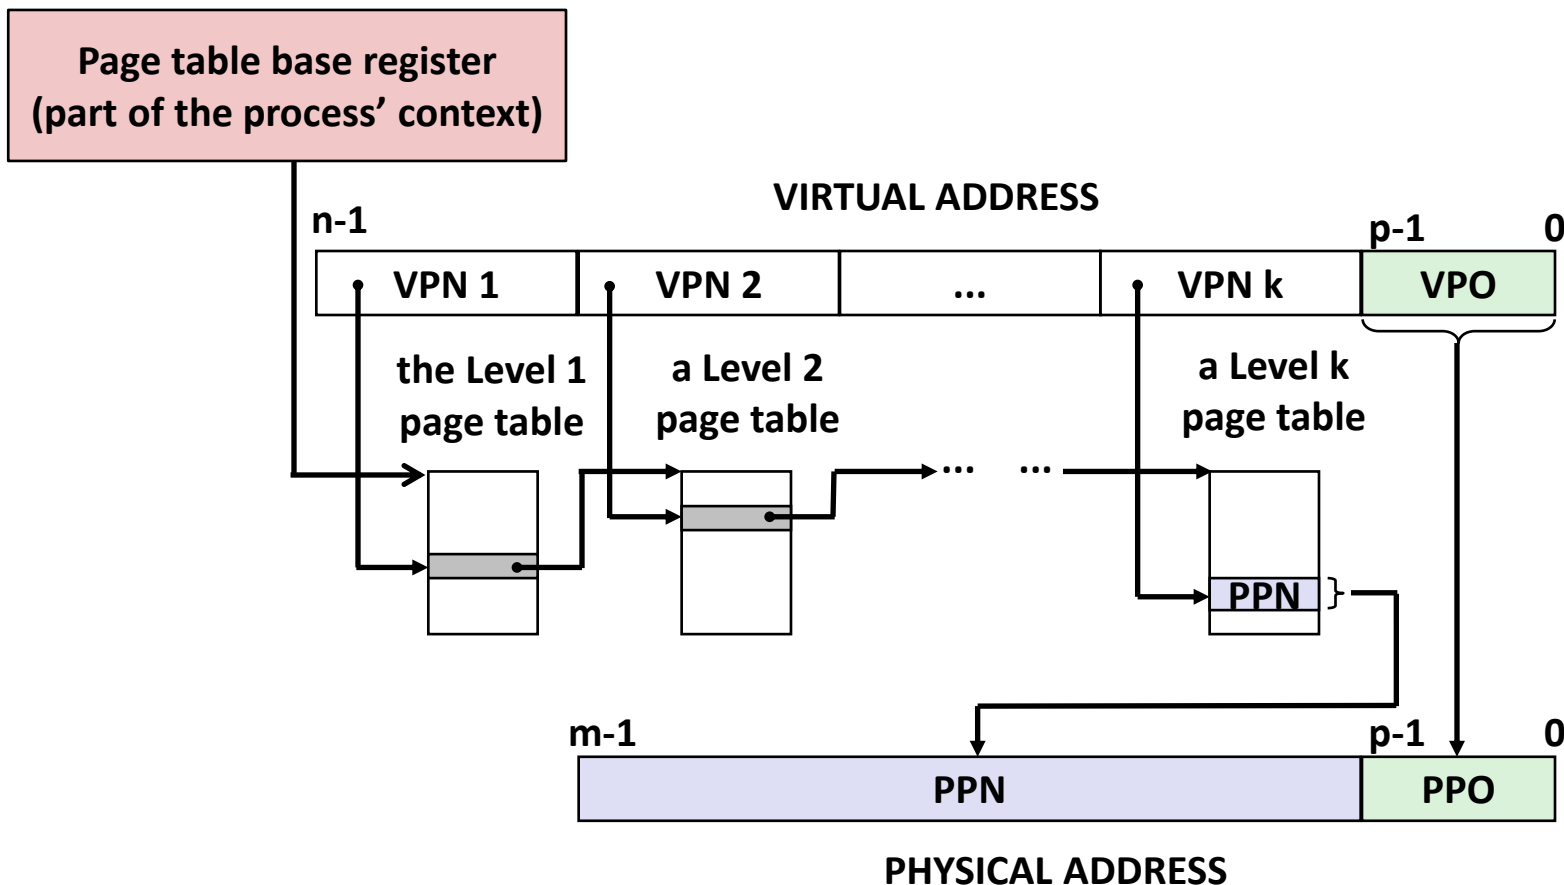 Page table base register
(part of the process’ context)
VIRTUAL ADDRESS
n-1
p-1
0
VPN 1
VPN 2
...
VPN k
VPO
the Level 1
page table
a Level 2
page table
a Level k
page table
... ...
PPN
m-1
p-1
0
PPN
PPO
PHYSICAL ADDRESS